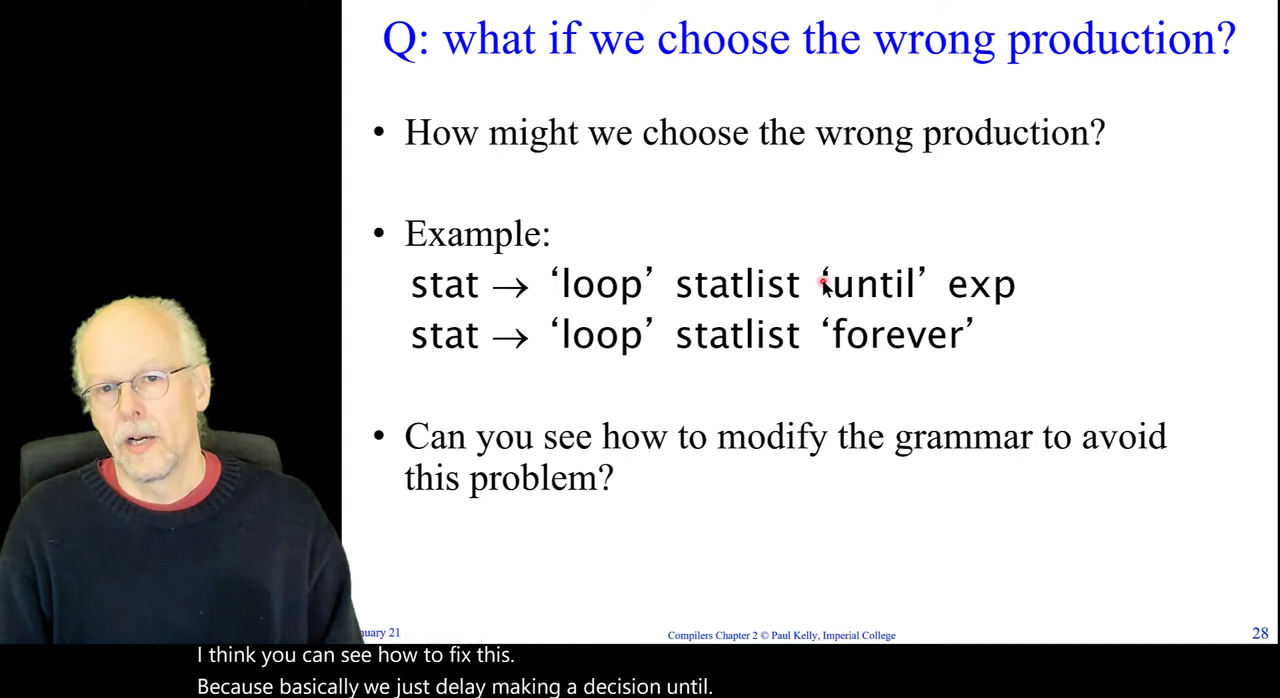 Q: what if we choose the wrong production?
• How might we choose the wrong production?
• Example:
stat → ‘loop’ statlist ‘until’ exp
stat → ‘loop’ statlist ‘forever’
• Can you see how to modify the grammar to avoid
this problem?
21
Compilers Chapter 2 © Paul Kelly, Imperial College
28
I think you can see how to fix this.
Because basically we just delay making a decision until.